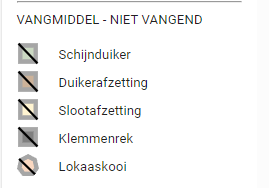 VANGMIDDEL - NIET VANGEND
Schijnduiker
Duikerafzetting
Slootafzetting
Klemmenrek
Lokaaskooi